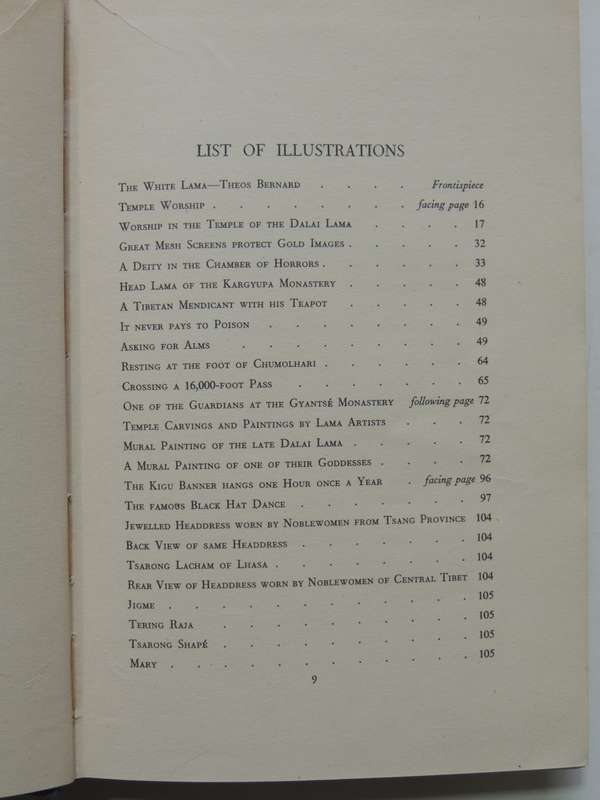 LIST OF ILLUSTRATIONS
THE WHITE LAMA—THEOS BERNARD . . . . Frontispiece
TEMPLE WORSHIP . . . . . . . . facing page 16
WORSHIP IN THE TEMPLE OF THE DALAI LAMA . . . . 17
GREAT MESH SCREENS PROTECT GOLD IMAGES . . . . . 32
A DEITY IN THE CHAMBER OF HORRORS . . . . . . 33
HEAD LAMA OF THE KARGYUPA MONASTERY . . . . . 48
A TIBETAN MENDICANT WITH HIS TEAPOT . . . . . 48
IT NEVER PAYS TO POISON . . . . . . . . 49
ASKING FOR ALMS . . . . . . . . . 49
RESTING AT THE FOOT OF CHUMOLHARI . . . . . . 64
CROSSING A 16,000-FOOT PASS . . . . . . . 65
ONE OF THE GUARDIANS AT THE GYANTSÉ MONASTERY following page 72
TEMPLE CARVINGS AND PAINTINGS BY LAMA ARTISTS . . . 72
MURAL PAINTING OF THE LATE DALAI LAMA . . . . . 72
A MURAL PAINTING OF ONE OF THEIR GODDESSES . . . . 72
THE KIGU BANNER HANGS ONE HOUR ONCE A YEAR . facing page 96
THE FAMOUS BLACK HAT DANCE . . . . . . . 97
JEWELLED HEADDRESS WORN BY NOBLEWOMEN FROM TSANG PROVINCE 104
BACK VIEW OF SAME HEADDRESS . . . . . . . 104
TSARONG LACHAM OF LHASA . . . . . . . . 104
REAR VIEW OF HEADDRESS WORN BY NOBLEWOMEN OF CENTRAL TIBET 104
JIGME . . . . . . . . . . . . 105
TERING RAJA . . . . . . . . . . 105
TSARONG SHAPÉ . . . . . . . . . . 105
MARY . . . . . . . . . . . . 105
9